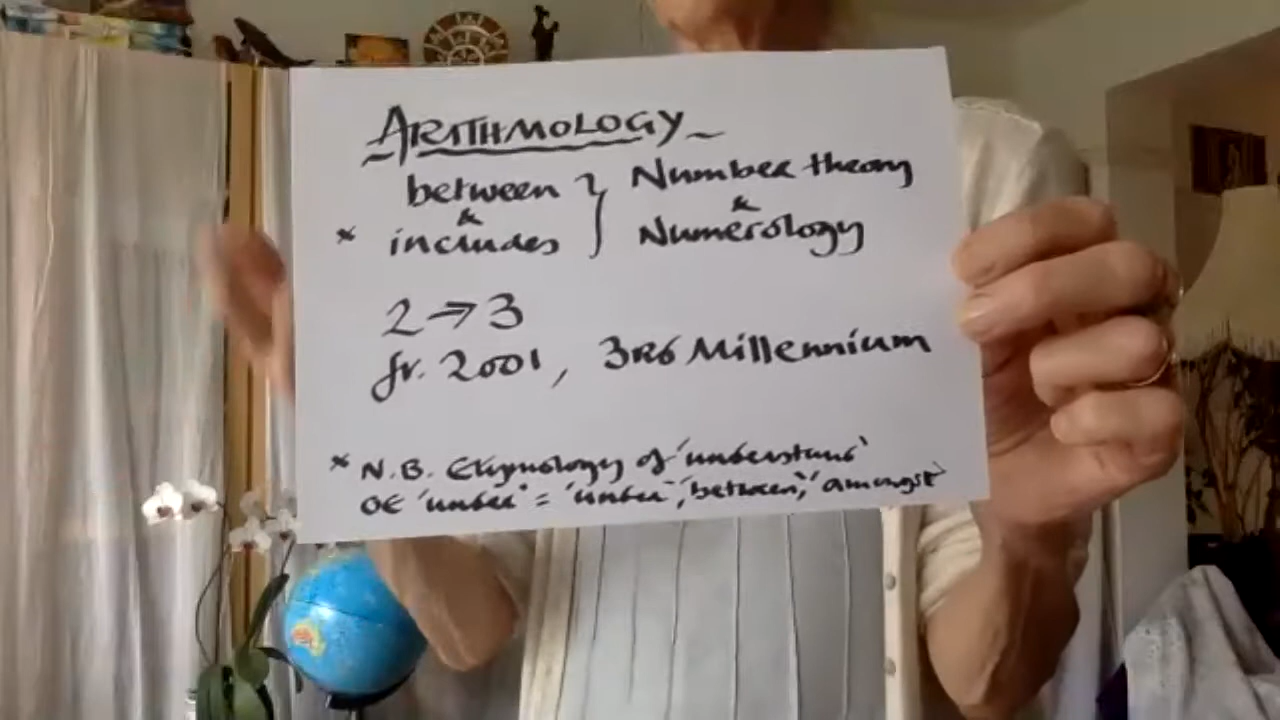 ~ARITHMOLOGY~
between } Number theory
& &
* includes } Numerology
2 → 3
fr. 2001, 3RD Millennium
* N.B. Etymology of 'understand'
OE 'under' = 'under', 'between', 'amongst'